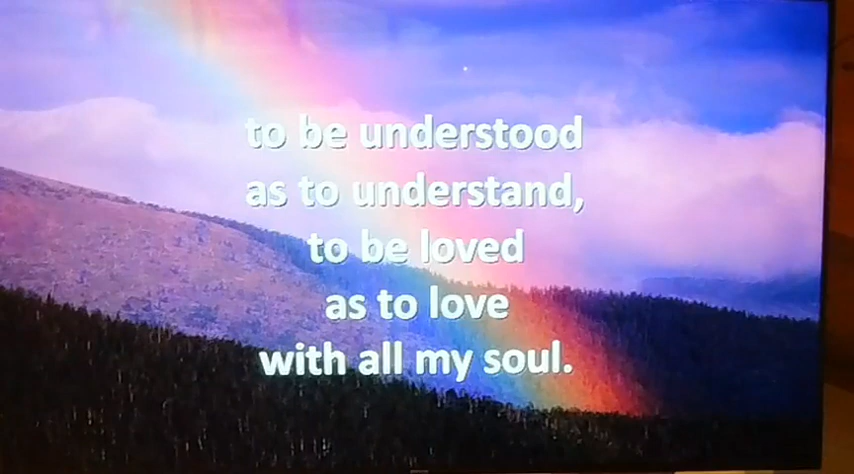 to be understood
as to understand,
to be loved
as to love
with all my soul.